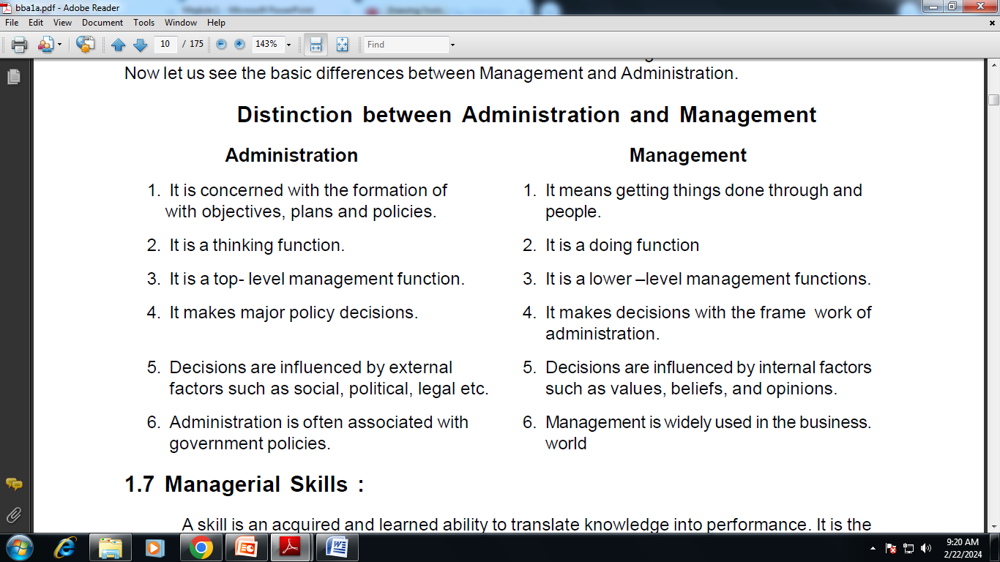 bba1a.pdf - Adobe Reader
File Edit View Document Tools Window Help
10 / 175 143% Find
Now let us see the basic differences between Management and Administration.
Distinction between Administration and Management
Administration Management
1. It is concerned with the formation of 1. It means getting things done through and
with objectives, plans and policies. people.
2. It is a thinking function. 2. It is a doing function
3. It is a top- level management function. 3. It is a lower –level management functions.
4. It makes major policy decisions. 4. It makes decisions with the frame work of
administration.
5. Decisions are influenced by external 5. Decisions are influenced by internal factors
factors such as social, political, legal etc. such as values, beliefs, and opinions.
6. Administration is often associated with 6. Management is widely used in the business.
government policies. world
1.7 Managerial Skills :
A skill is an acquired and learned ability to translate knowledge into performance. It is the
9:20 AM
2/22/2024